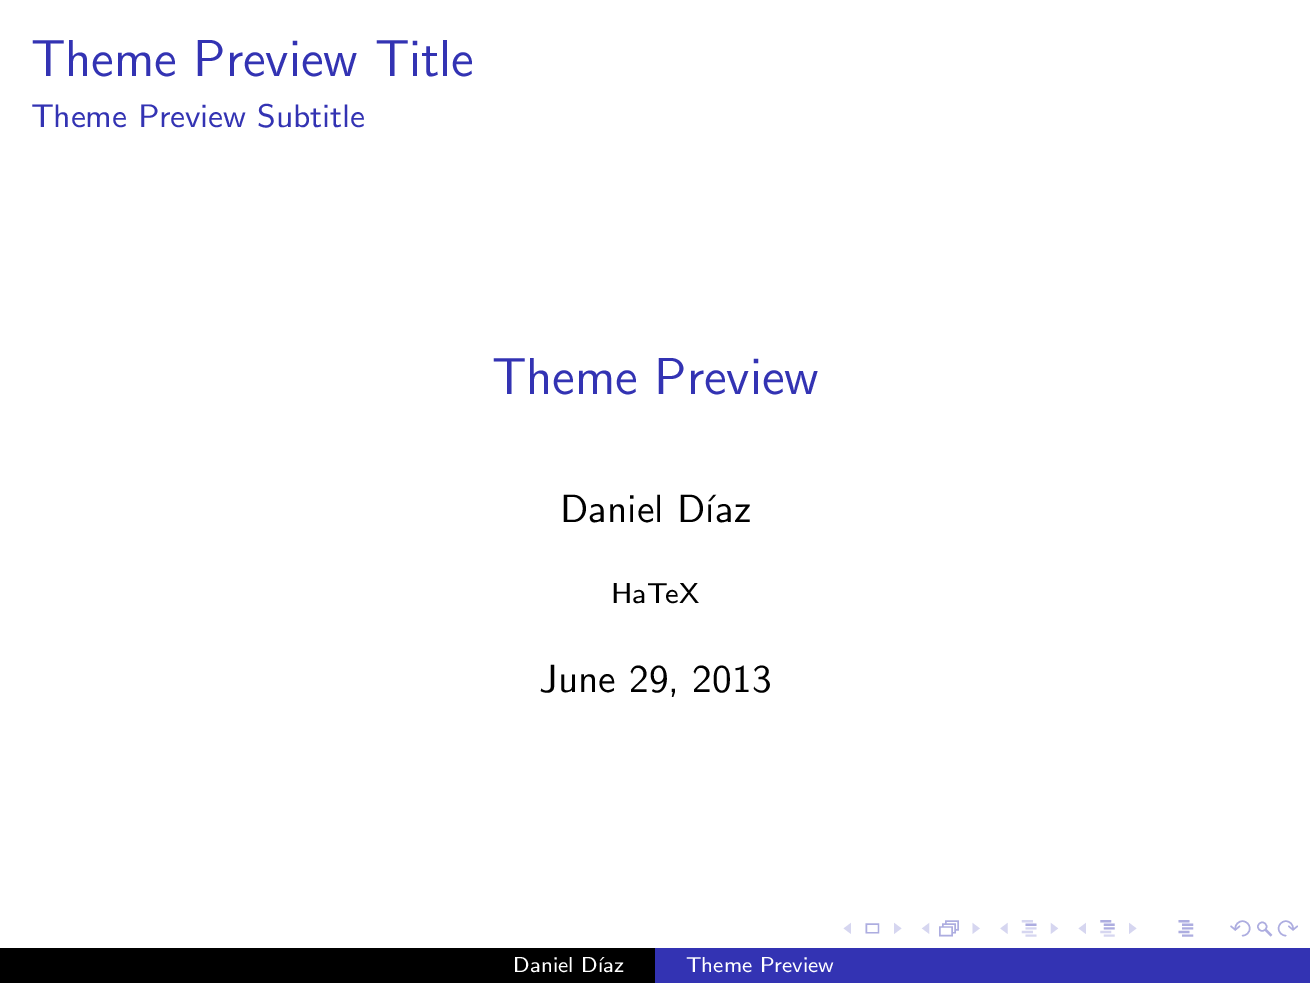 Theme Preview Title
Theme Preview Subtitle
Theme Preview
Daniel Díaz
HaTeX
June 29, 2013
Daniel Díaz Theme Preview